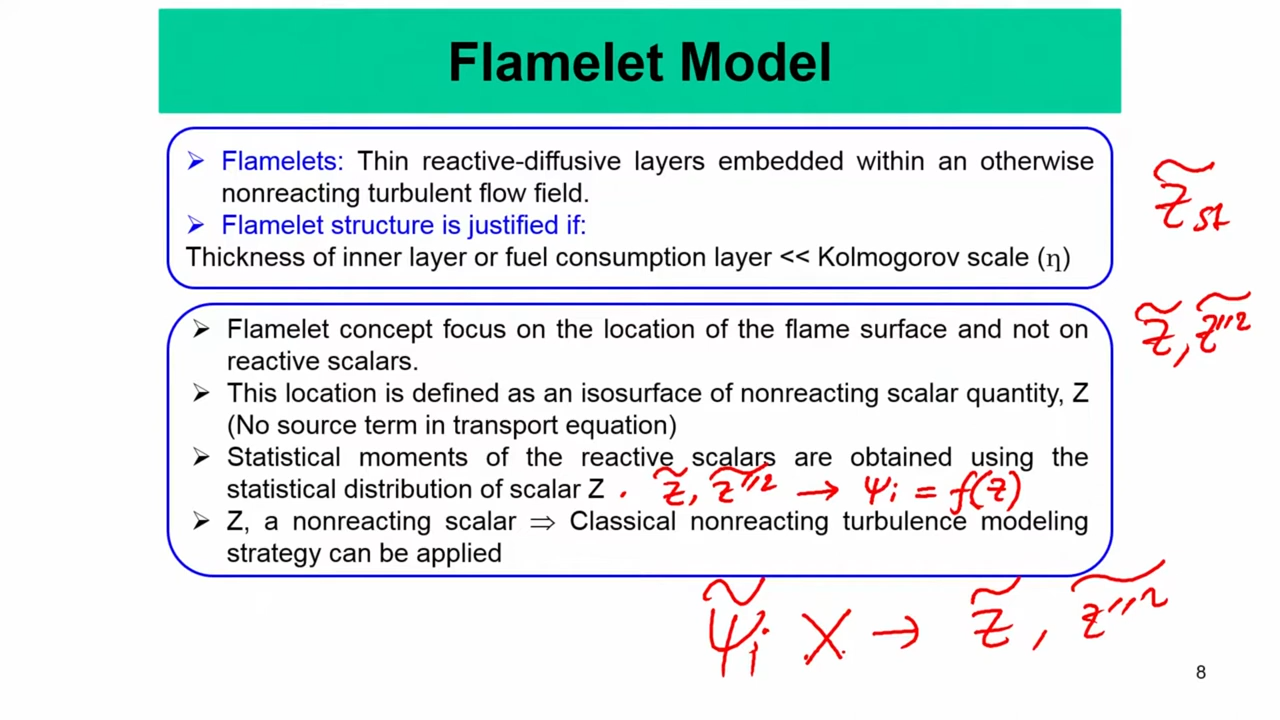 Flamelet Model
➢ Flamelets: Thin reactive-diffusive layers embedded within an otherwise
nonreacting turbulent flow field.
➢ Flamelet structure is justified if:
Thickness of inner layer or fuel consumption layer << Kolmogorov scale (η)
Z̃st
Z̃, z̃″²
➢ Flamelet concept focus on the location of the flame surface and not on
reactive scalars.
➢ This location is defined as an isosurface of nonreacting scalar quantity, Z
(No source term in transport equation)
➢ Statistical moments of the reactive scalars are obtained using the
statistical distribution of scalar Z . z̃, z̃″² → ψi = f(z)
➢ Z, a nonreacting scalar ⇒ Classical nonreacting turbulence modeling
strategy can be applied
ψ̃i X → z̃, z̃″²
8